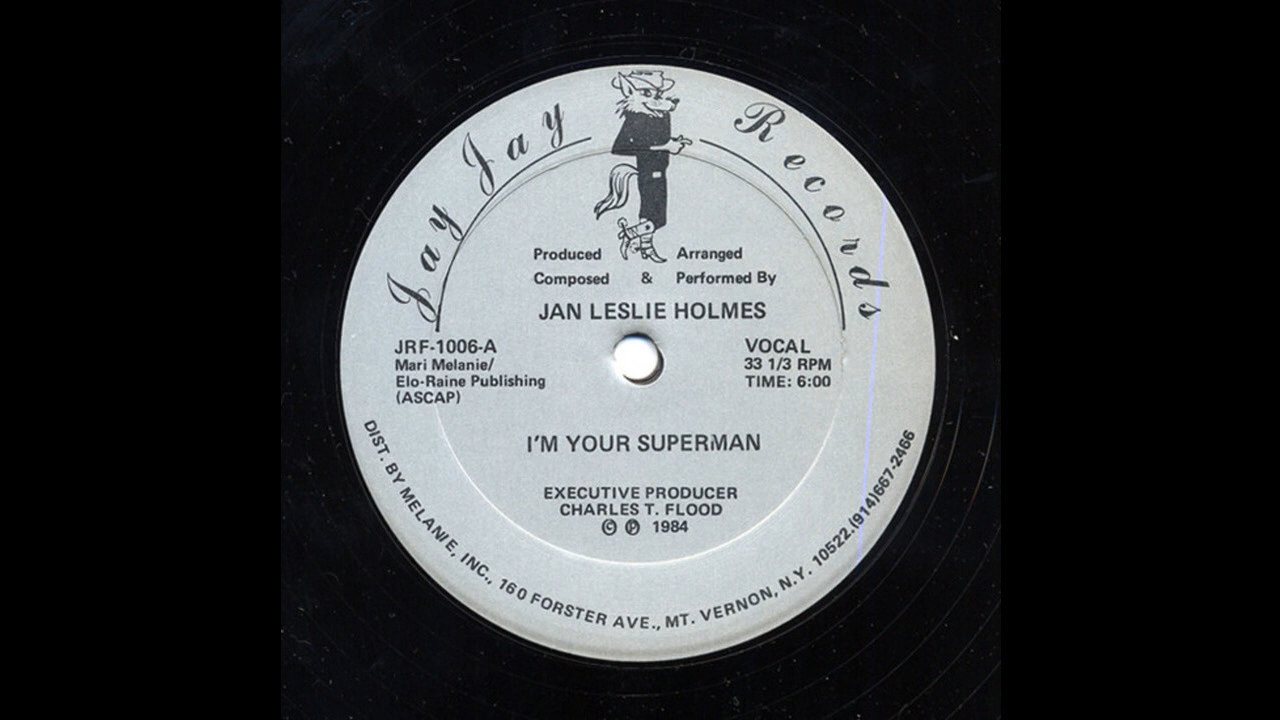 Jay Jay Records
Produced Arranged
Composed & Performed By
JAN LESLIE HOLMES
JRF-1006-A
Mari Melanie/
Elo-Raine Publishing
(ASCAP)
VOCAL
33 1/3 RPM
TIME: 6:00
I'M YOUR SUPERMAN
EXECUTIVE PRODUCER
CHARLES T. FLOOD
© ℗ 1984
DIST. BY MELANIE, INC., 160 FORSTER AVE., MT. VERNON, N.Y. 10522.(914)667-2466